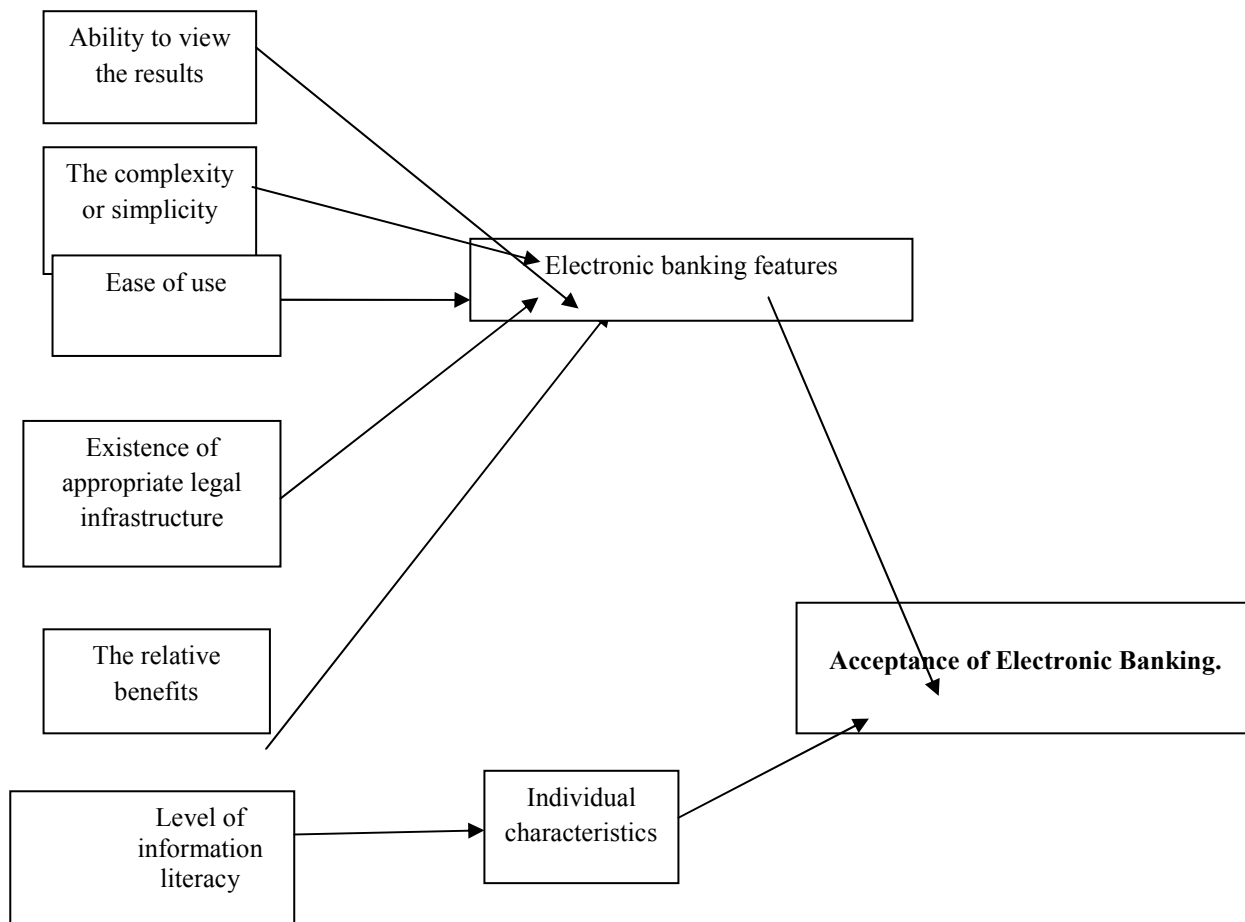 Ability to view
the results
The complexity
or simplicity
Ease of use
Electronic banking features
Existence of
appropriate legal
infrastructure
The relative
benefits
Acceptance of Electronic Banking.
Level of
information
literacy
Individual
characteristics